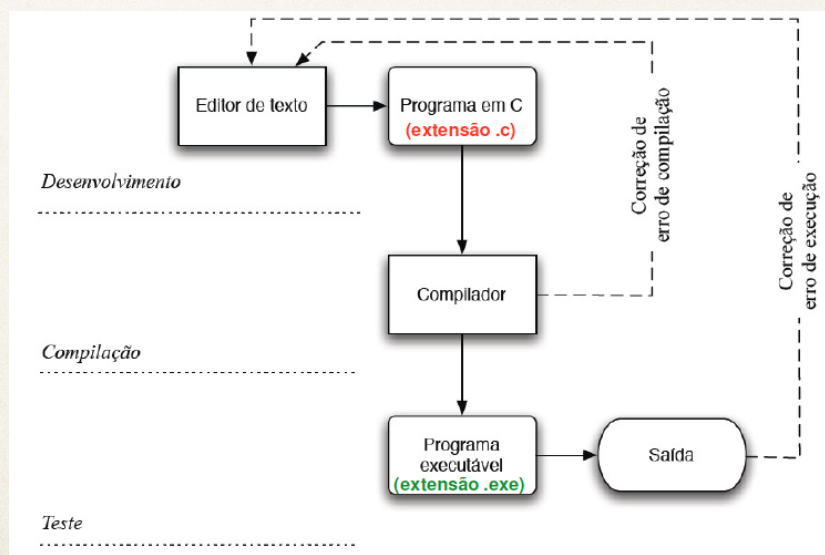 Editor de texto
Programa em C
(extensão .c)
Correção de
erro de compilação
Correção de
erro de execução
Desenvolvimento
Compilador
Compilação
Programa
executável
(extensão .exe)
Saída
Teste